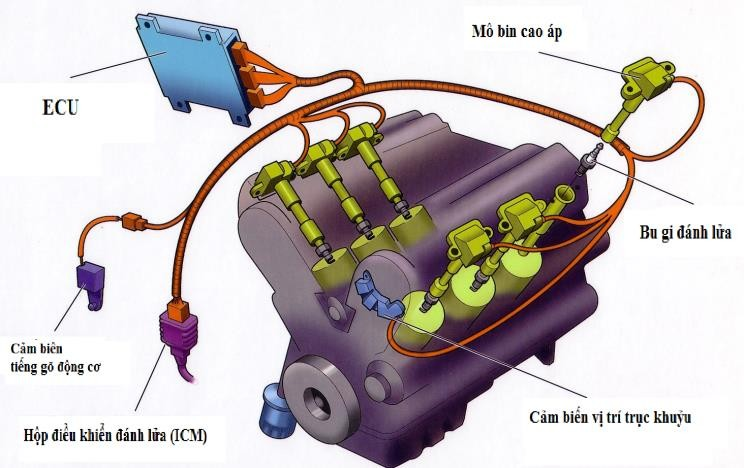 Mô bin cao áp
ECU
Bu gi đánh lửa
Cảm biến
tiếng gõ động cơ
Hộp điều khiển đánh lửa (ICM)
Cảm biến vị trí trục khuỷu